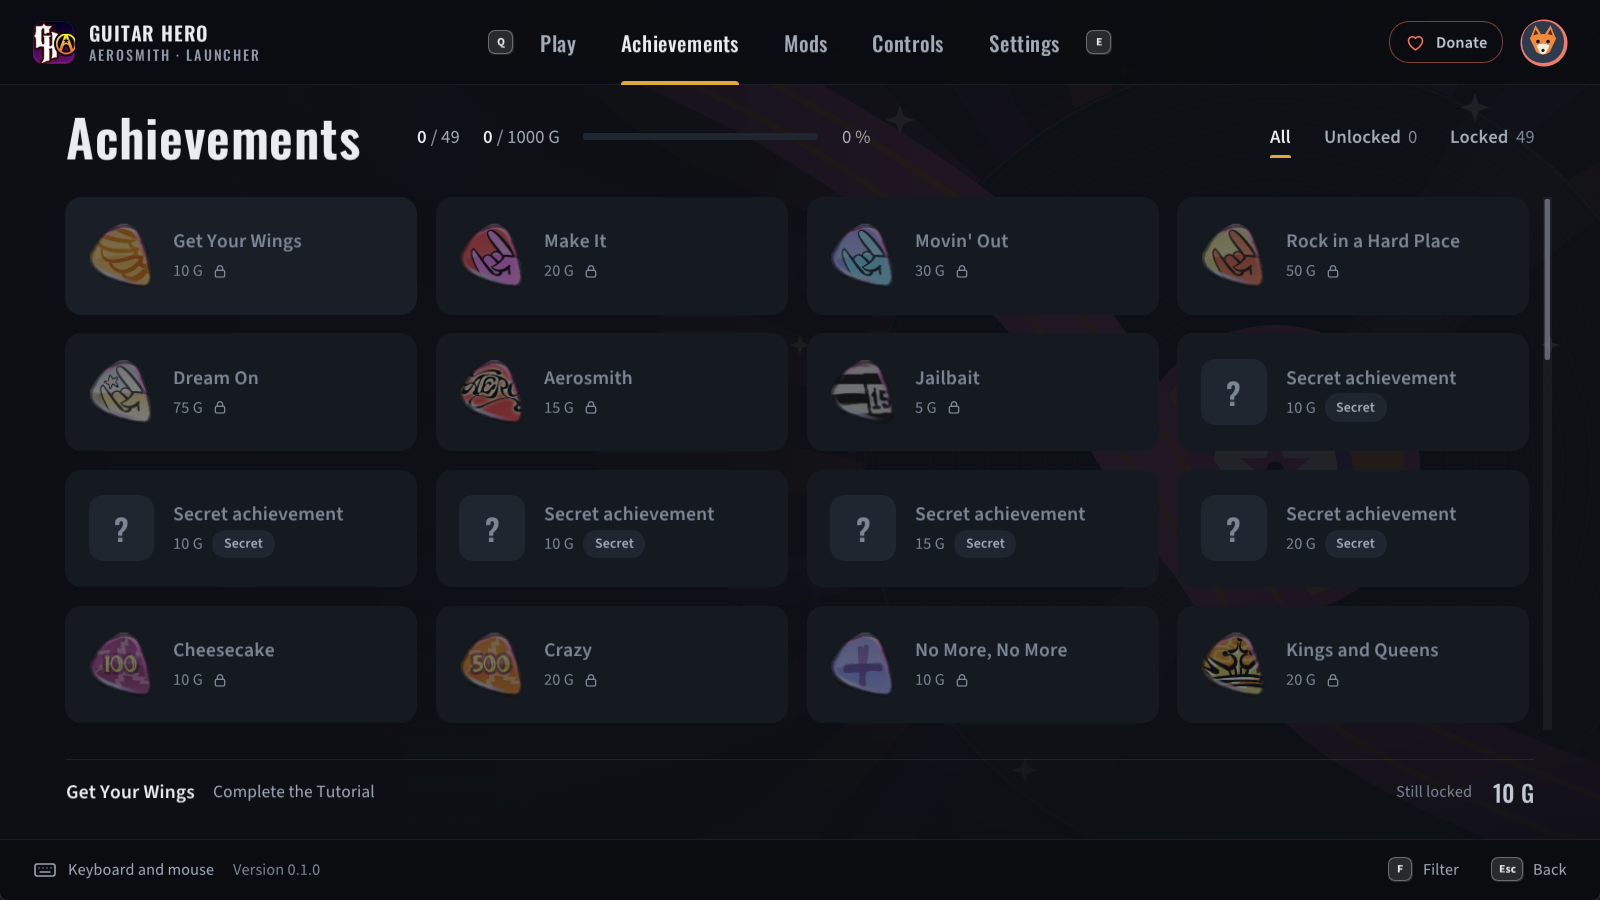 GUITAR HERO
AEROSMITH · LAUNCHER
Q Play Achievements Mods Controls Settings E
Donate
Achievements
0 / 49 0 / 1000 G 0 %
All Unlocked 0 Locked 49
Get Your Wings
10 G
Make It
20 G
Movin' Out
30 G
Rock in a Hard Place
50 G
Dream On
75 G
Aerosmith
15 G
Jailbait
5 G
? Secret achievement
10 G Secret
? Secret achievement
10 G Secret
? Secret achievement
10 G Secret
? Secret achievement
15 G Secret
? Secret achievement
20 G Secret
100
Cheesecake
10 G
500
Crazy
20 G
No More, No More
10 G
Kings and Queens
20 G
Get Your Wings Complete the Tutorial
Still locked 10 G
Keyboard and mouse Version 0.1.0
F Filter Esc Back